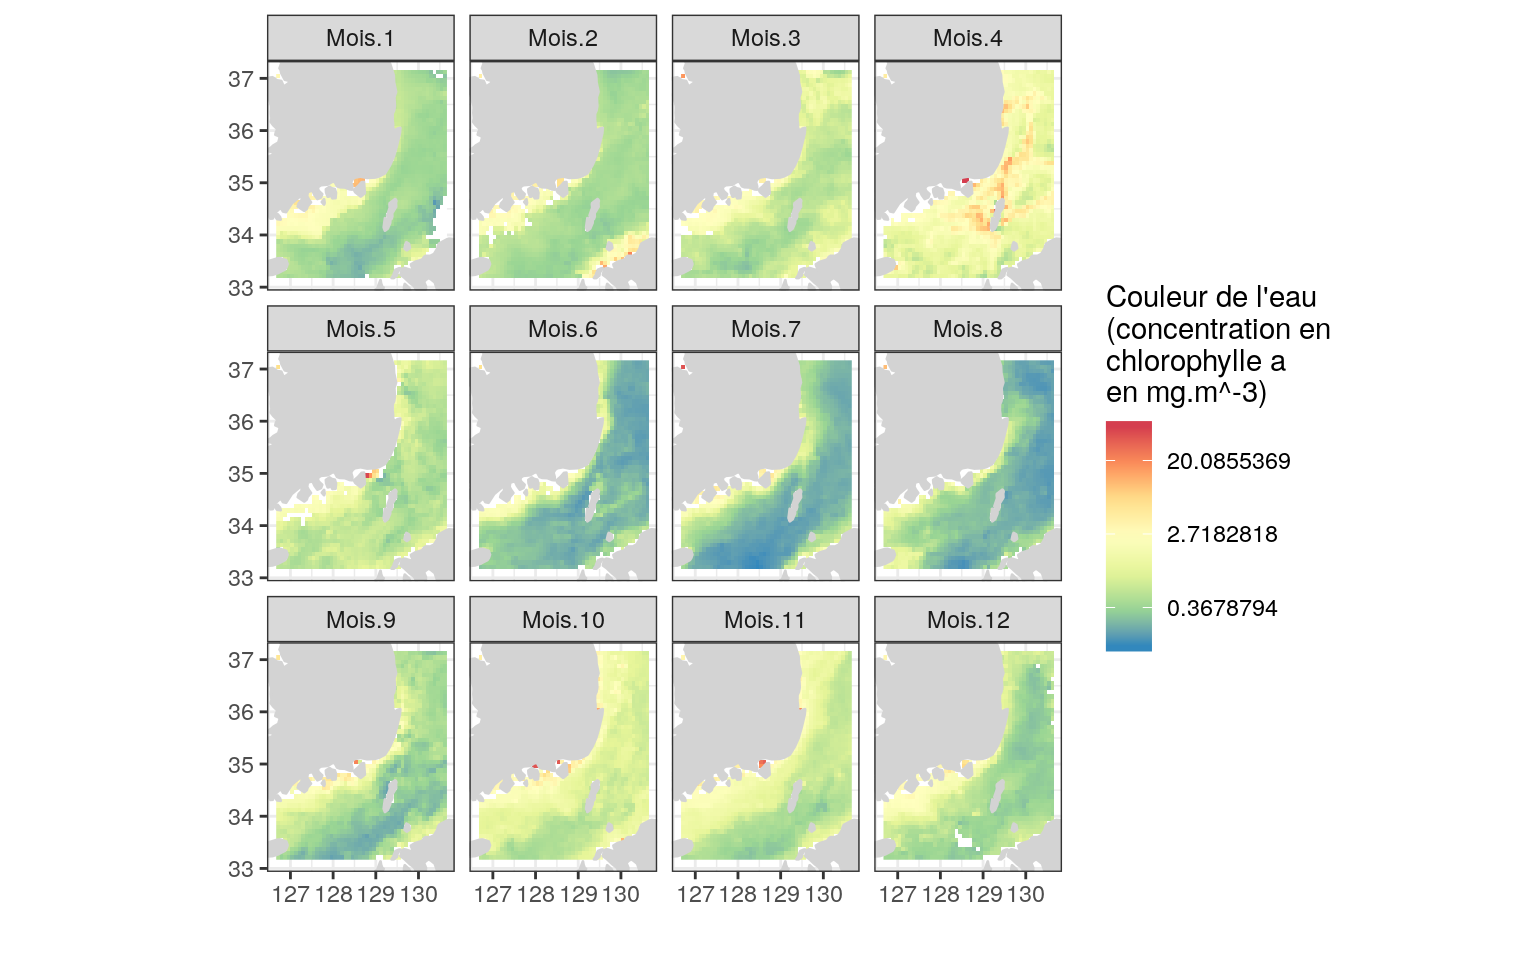 Mois.1 Mois.2 Mois.3 Mois.4
37
36
35
34
33
Mois.5 Mois.6 Mois.7 Mois.8
37
36
35
34
33
Mois.9 Mois.10 Mois.11 Mois.12
37
36
35
34
33
127 128 129 130 127 128 129 130 127 128 129 130 127 128 129 130
Couleur de l'eau
(concentration en
chlorophylle a
en mg.m^-3)
20.0855369
2.7182818
0.3678794